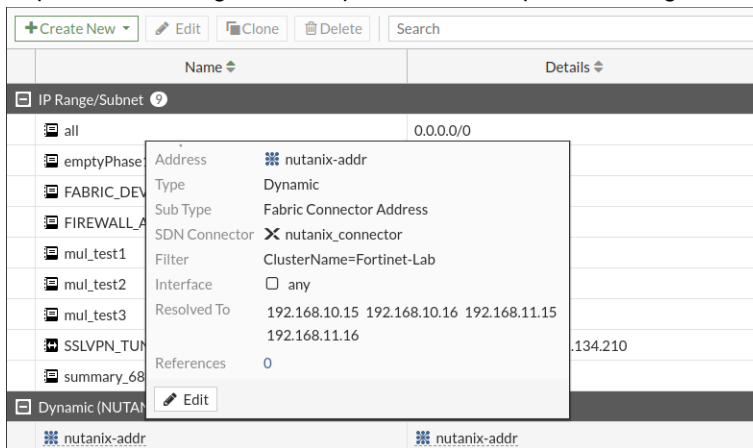 Create New Edit Clone Delete Search
Name Details
IP Range/Subnet 9
all 0.0.0.0/0
Address nutanix-addr
Type Dynamic
FABRIC_DEV
Sub Type Fabric Connector Address
FIREWALL_A
SDN Connector nutanix_connector
mul_test1
Filter ClusterName=Fortinet-Lab
mul_test2
Interface any
mul_test3
Resolved To 192.168.10.15 192.168.10.16 192.168.11.15
192.168.11.16
SSLVPN_TUN .134.210
References 0
summary_68
Edit
Dynamic (NUTAN
nutanix-addr nutanix-addr